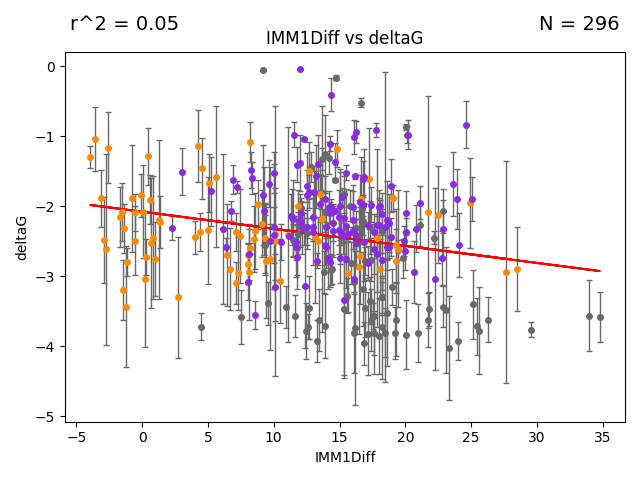 r^2 = 0.05
N = 296
IMM1Diff vs deltaG
0
−1
−2
−3
−4
−5
deltaG
−5 0 5 10 15 20 25 30 35
IMM1Diff